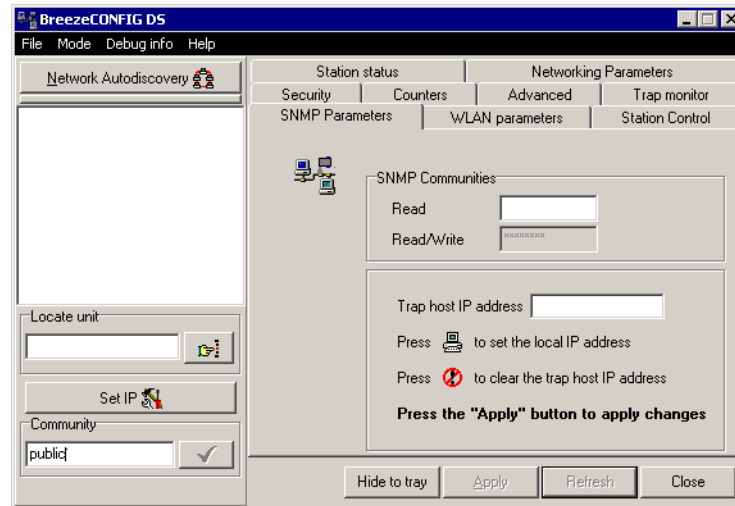 BreezeCONFIG DS
File Mode Debug info Help
Network Autodiscovery
Station status Networking Parameters
Security Counters Advanced Trap monitor
SNMP Parameters WLAN parameters Station Control
SNMP Communities
Read
Read/Write xxxxxxxx
Trap host IP address
Press to set the local IP address
Press to clear the trap host IP address
Press the "Apply" button to apply changes
Locate unit
Set IP
Community
public
Hide to tray Apply Refresh Close